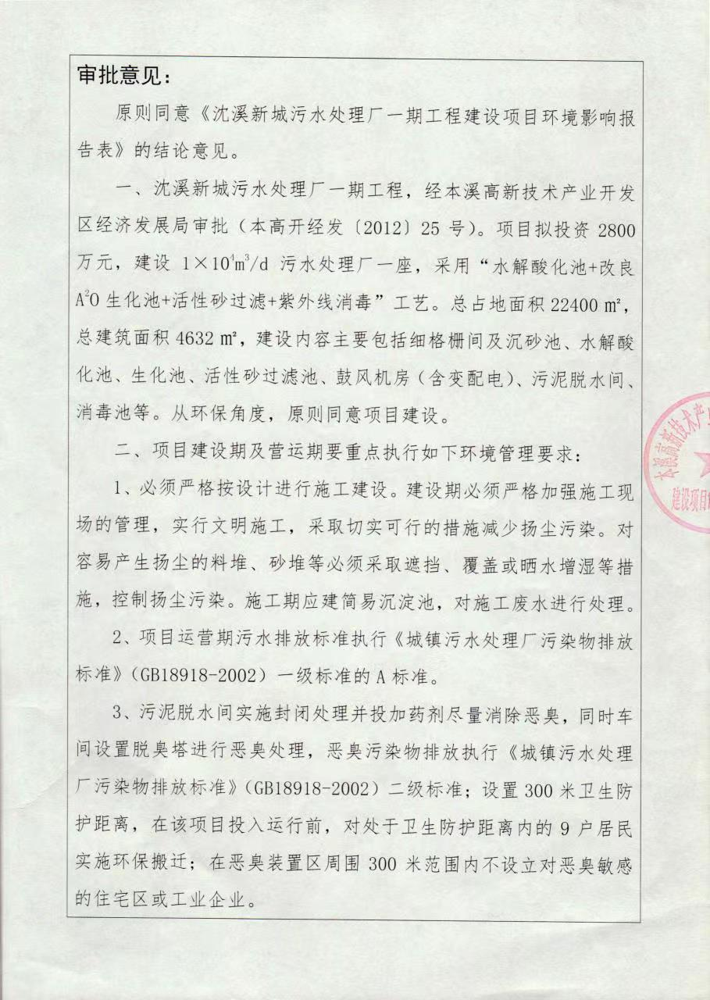 审批意见：
原则同意《沈溪新城污水处理厂一期工程建设项目环境影响报
告表》的结论意见。
一、沈溪新城污水处理厂一期工程，经本溪高新技术产业开发
区经济发展局审批（本高开经发〔2012〕25 号）。项目拟投资 2800
万元，建设 1×10⁴m³/d 污水处理厂一座，采用“水解酸化池+改良
A²O 生化池+活性砂过滤+紫外线消毒”工艺。总占地面积 22400 ㎡，
总建筑面积 4632 ㎡，建设内容主要包括细格栅间及沉砂池、水解酸
化池、生化池、活性砂过滤池、鼓风机房（含变配电）、污泥脱水间、
消毒池等。从环保角度，原则同意项目建设。
二、项目建设期及营运期要重点执行如下环境管理要求：
1、必须严格按设计进行施工建设。建设期必须严格加强施工现
场的管理，实行文明施工，采取切实可行的措施减少扬尘污染。对
容易产生扬尘的料堆、砂堆等必须采取遮挡、覆盖或晒水增湿等措
施，控制扬尘污染。施工期应建简易沉淀池，对施工废水进行处理。
2、项目运营期污水排放标准执行《城镇污水处理厂污染物排放
标准》（GB18918-2002）一级标准的 A 标准。
3、污泥脱水间实施封闭处理并投加药剂尽量消除恶臭，同时车
间设置脱臭塔进行恶臭处理，恶臭污染物排放执行《城镇污水处理
厂污染物排放标准》（GB18918-2002）二级标准；设置 300 米卫生防
护距离，在该项目投入运行前，对处于卫生防护距离内的 9 户居民
实施环保搬迁；在恶臭装置区周围 300 米范围内不设立对恶臭敏感
的住宅区或工业企业。
本溪高新技术产
建设项目